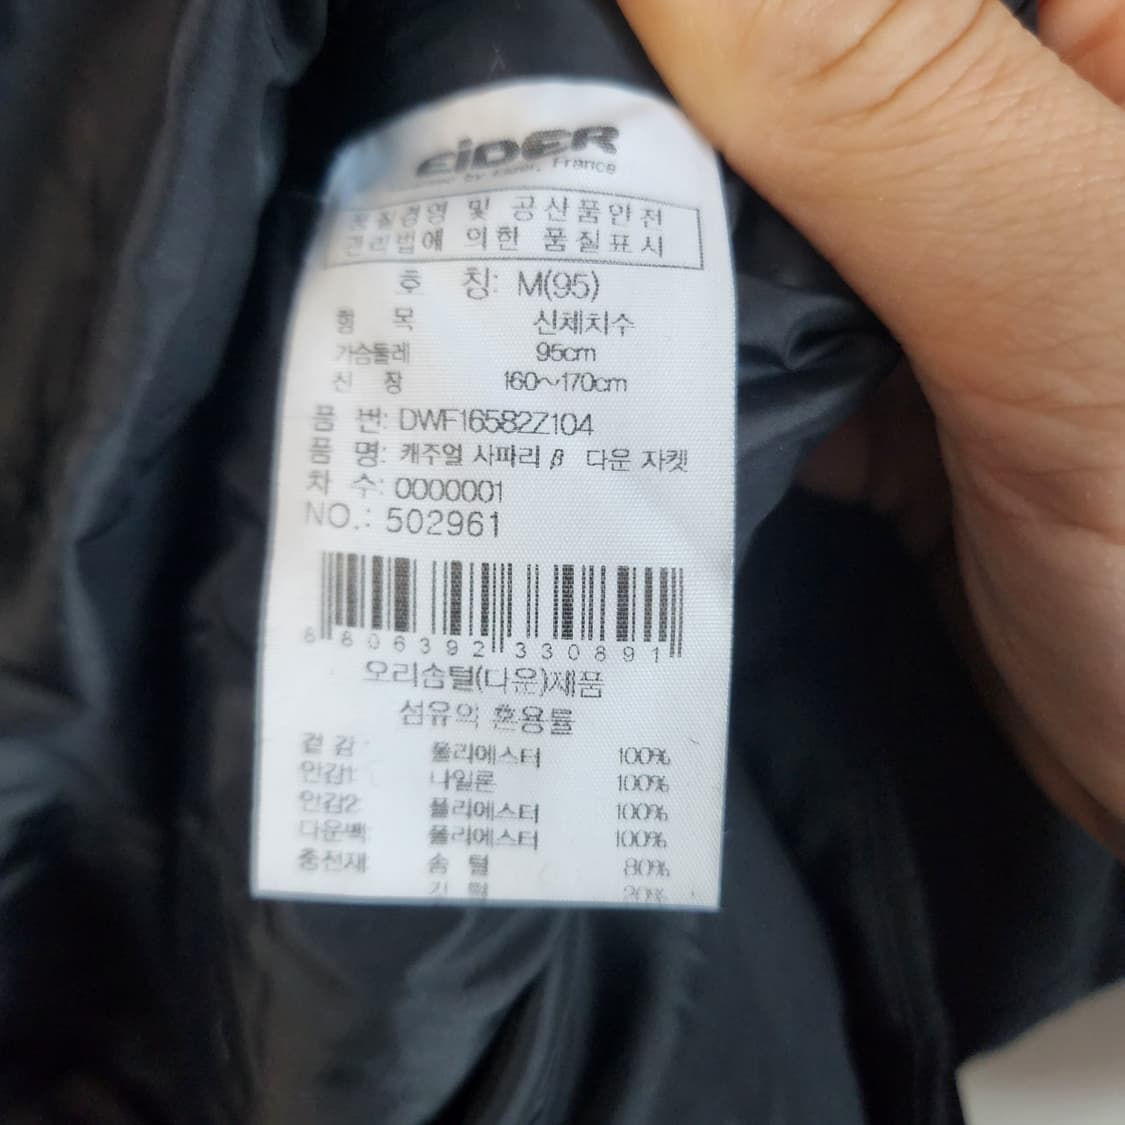 EiDER
by Eider, France
품질경영 및 공산품안전
관리법에 의한 품질표시
호 칭: M(95)
항 목 신체치수
가슴둘레 95cm
신 장 160~170cm
품 번: DWF16582Z104
품 명: 캐주얼 사파리 β 다운 자켓
차 수: 0000001
NO.: 502961
8 806392 330891
오리솜털(다운)제품
섬유의 혼용률
겉감: 폴리에스터 100%
안감1: 나일론 100%
안감2: 폴리에스터 100%
다운백: 폴리에스터 100%
충전재 솜 털 80%
깃 털 20%